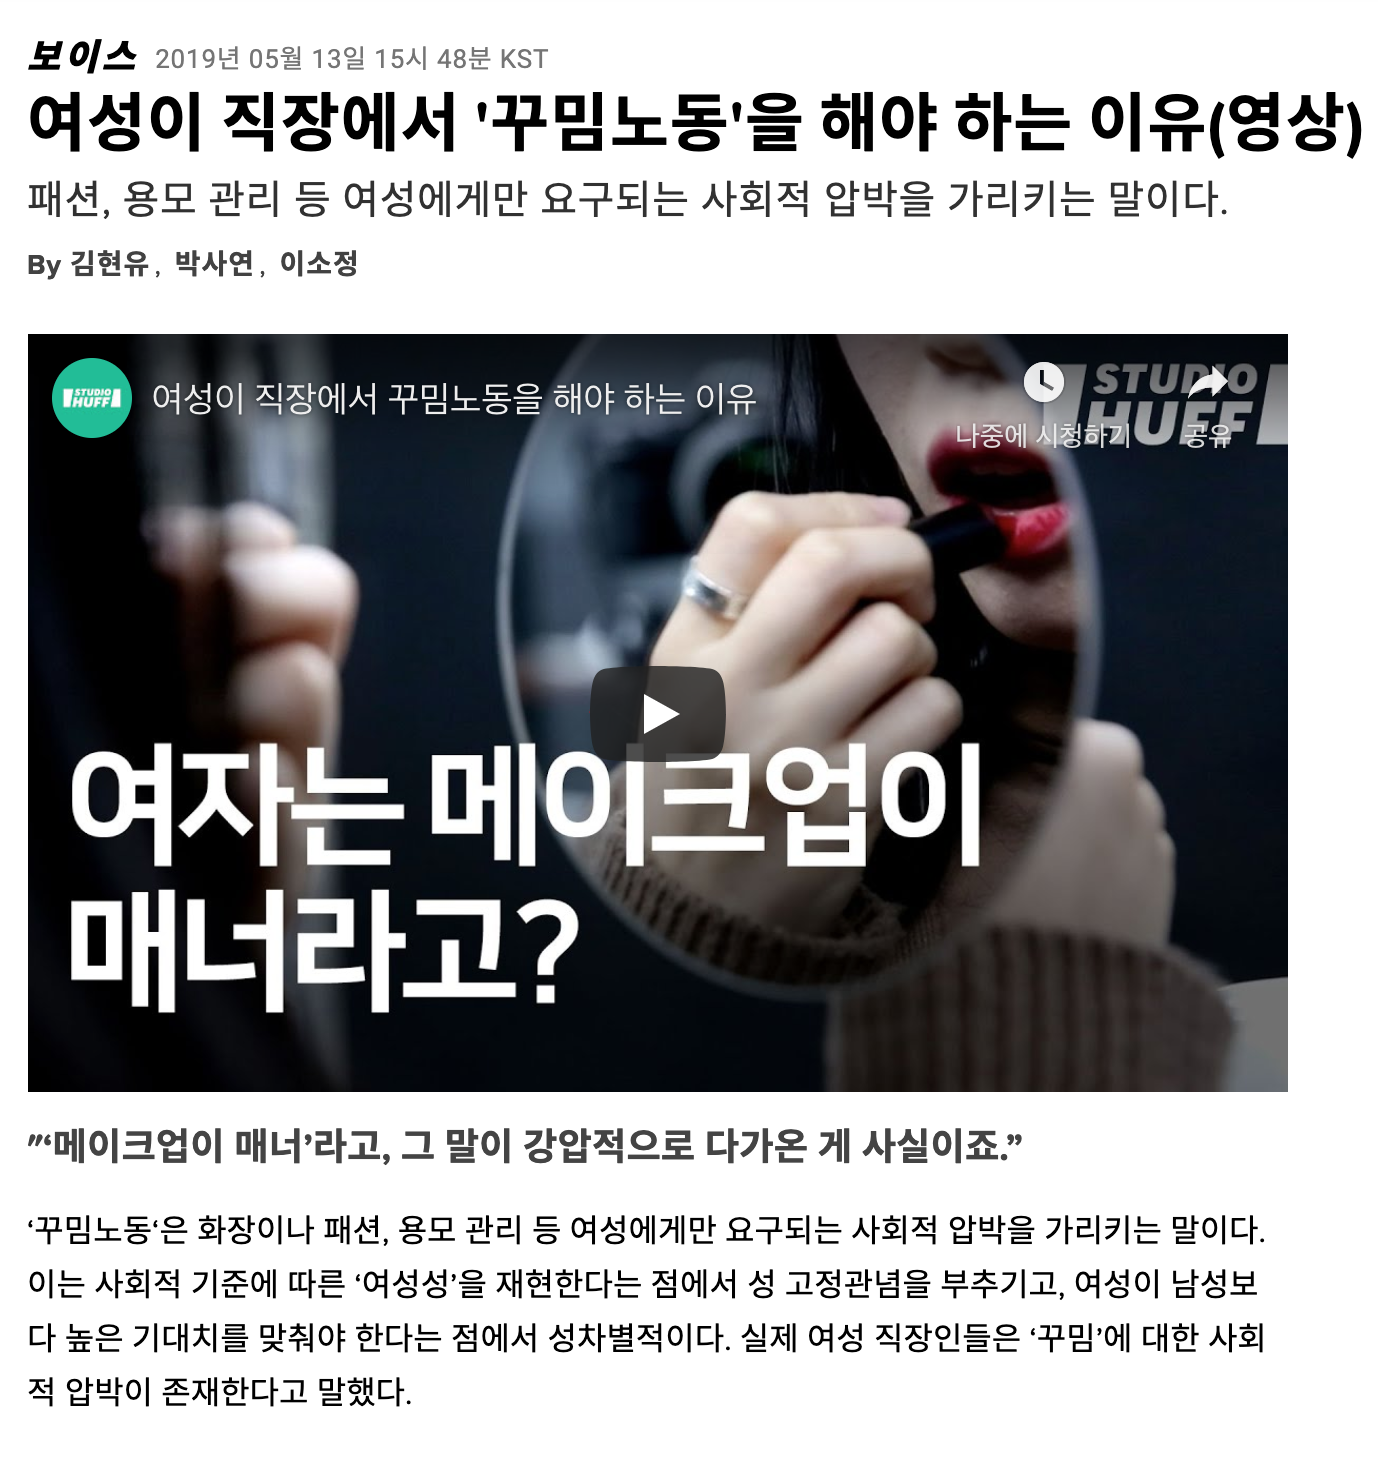 보이스 2019년 05월 13일 15시 48분 KST
여성이 직장에서 '꾸밈노동'을 해야 하는 이유(영상)
패션, 용모 관리 등 여성에게만 요구되는 사회적 압박을 가리키는 말이다.
By 김현유, 박사연, 이소정
STUDIO
HUFF
여성이 직장에서 꾸밈노동을 해야 하는 이유
STUDIO
HUFF
나중에 시청하기 공유
여자는 메이크업이
매너라고?
”‘메이크업이 매너’라고, 그 말이 강압적으로 다가온 게 사실이죠.”
‘꾸밈노동‘은 화장이나 패션, 용모 관리 등 여성에게만 요구되는 사회적 압박을 가리키는 말이다.
이는 사회적 기준에 따른 ‘여성성’을 재현한다는 점에서 성 고정관념을 부추기고, 여성이 남성보
다 높은 기대치를 맞춰야 한다는 점에서 성차별적이다. 실제 여성 직장인들은 ‘꾸밈’에 대한 사회
적 압박이 존재한다고 말했다.